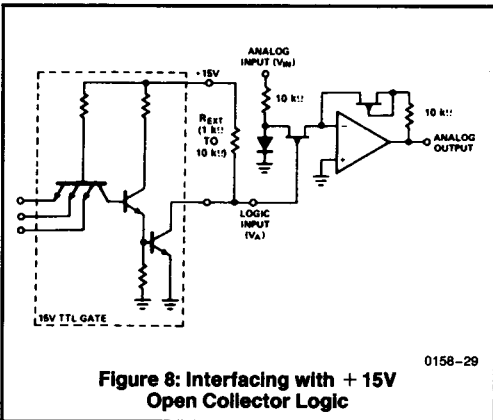 ANALOG
INPUT (VIN)
+15V
10 kΩ
REXT
(1 kΩ
TO
10 kΩ)
10 kΩ
ANALOG
OUTPUT
LOGIC
INPUT
(VA)
15V TTL GATE
0158–29
Figure 8: Interfacing with + 15V
Open Collector Logic